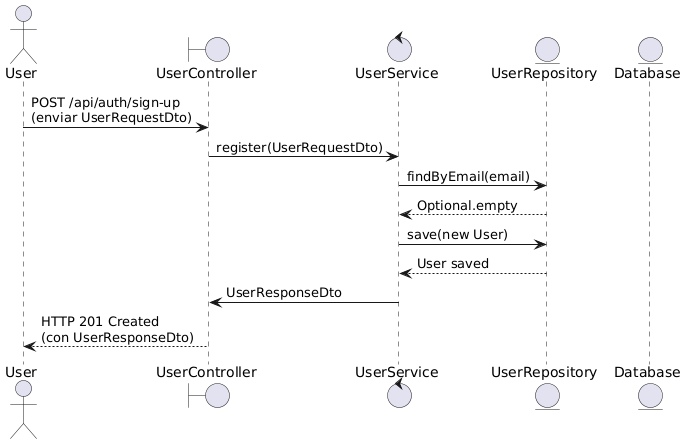 User
UserController
UserService
UserRepository
Database
POST /api/auth/sign-up
(enviar UserRequestDto)
register(UserRequestDto)
findByEmail(email)
Optional.empty
save(new User)
User saved
UserResponseDto
HTTP 201 Created
(con UserResponseDto)
User
UserController
UserService
UserRepository
Database